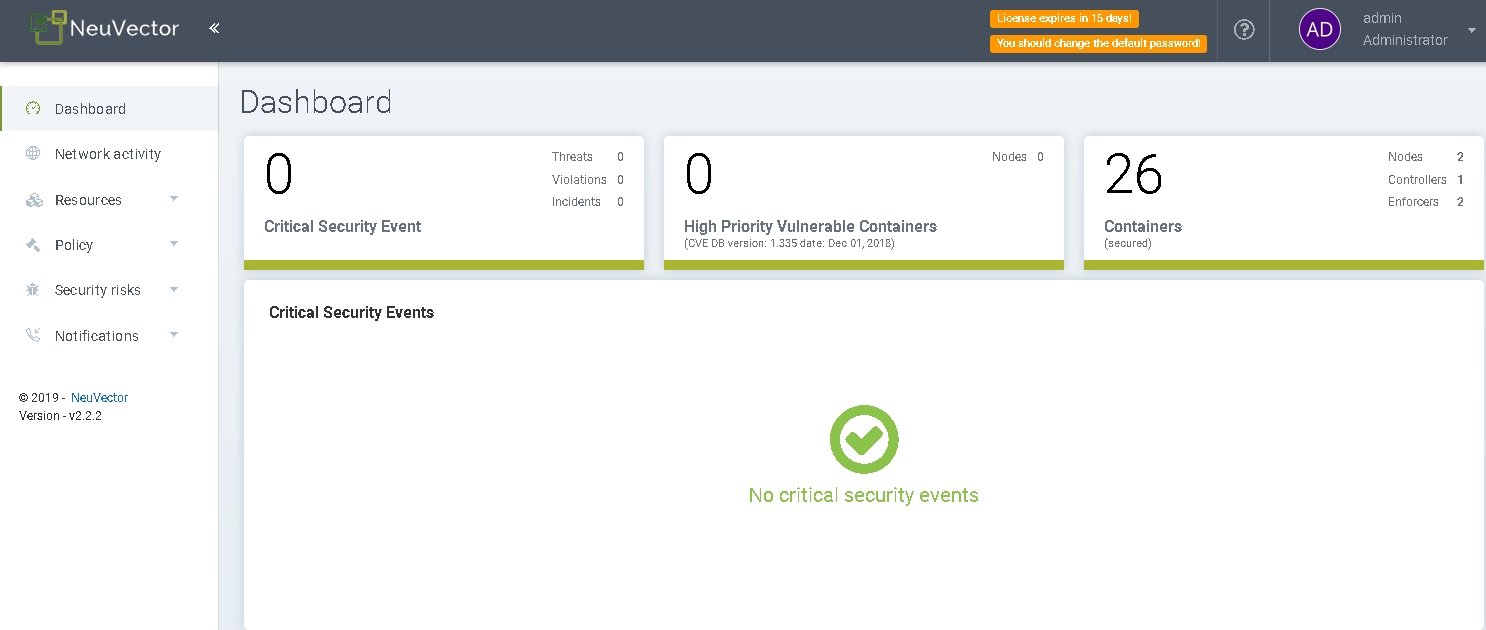 NeuVector
«
License expires in 15 days!
You should change the default password!
?
AD
admin
Administrator
Dashboard
Network activity
Resources
Policy
Security risks
Notifications
© 2019 - NeuVector
Version - v2.2.2
Dashboard
0
Threats 0
Violations 0
Incidents 0
Critical Security Event
0
Nodes 0
High Priority Vulnerable Containers
(CVE DB version: 1.335 date: Dec 01, 2018)
26
Nodes 2
Controllers 1
Enforcers 2
Containers
(secured)
Critical Security Events
No critical security events